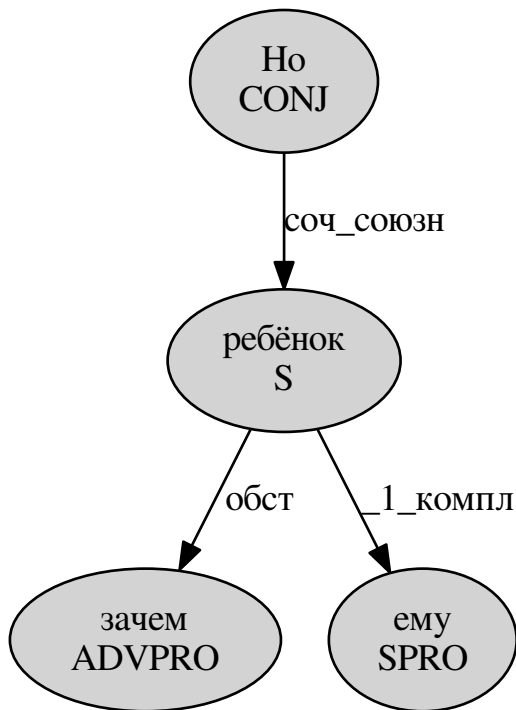 Но
CONJ
соч_союзн
ребёнок
S
обст
_1_компл
зачем
ADVPRO
ему
SPRO